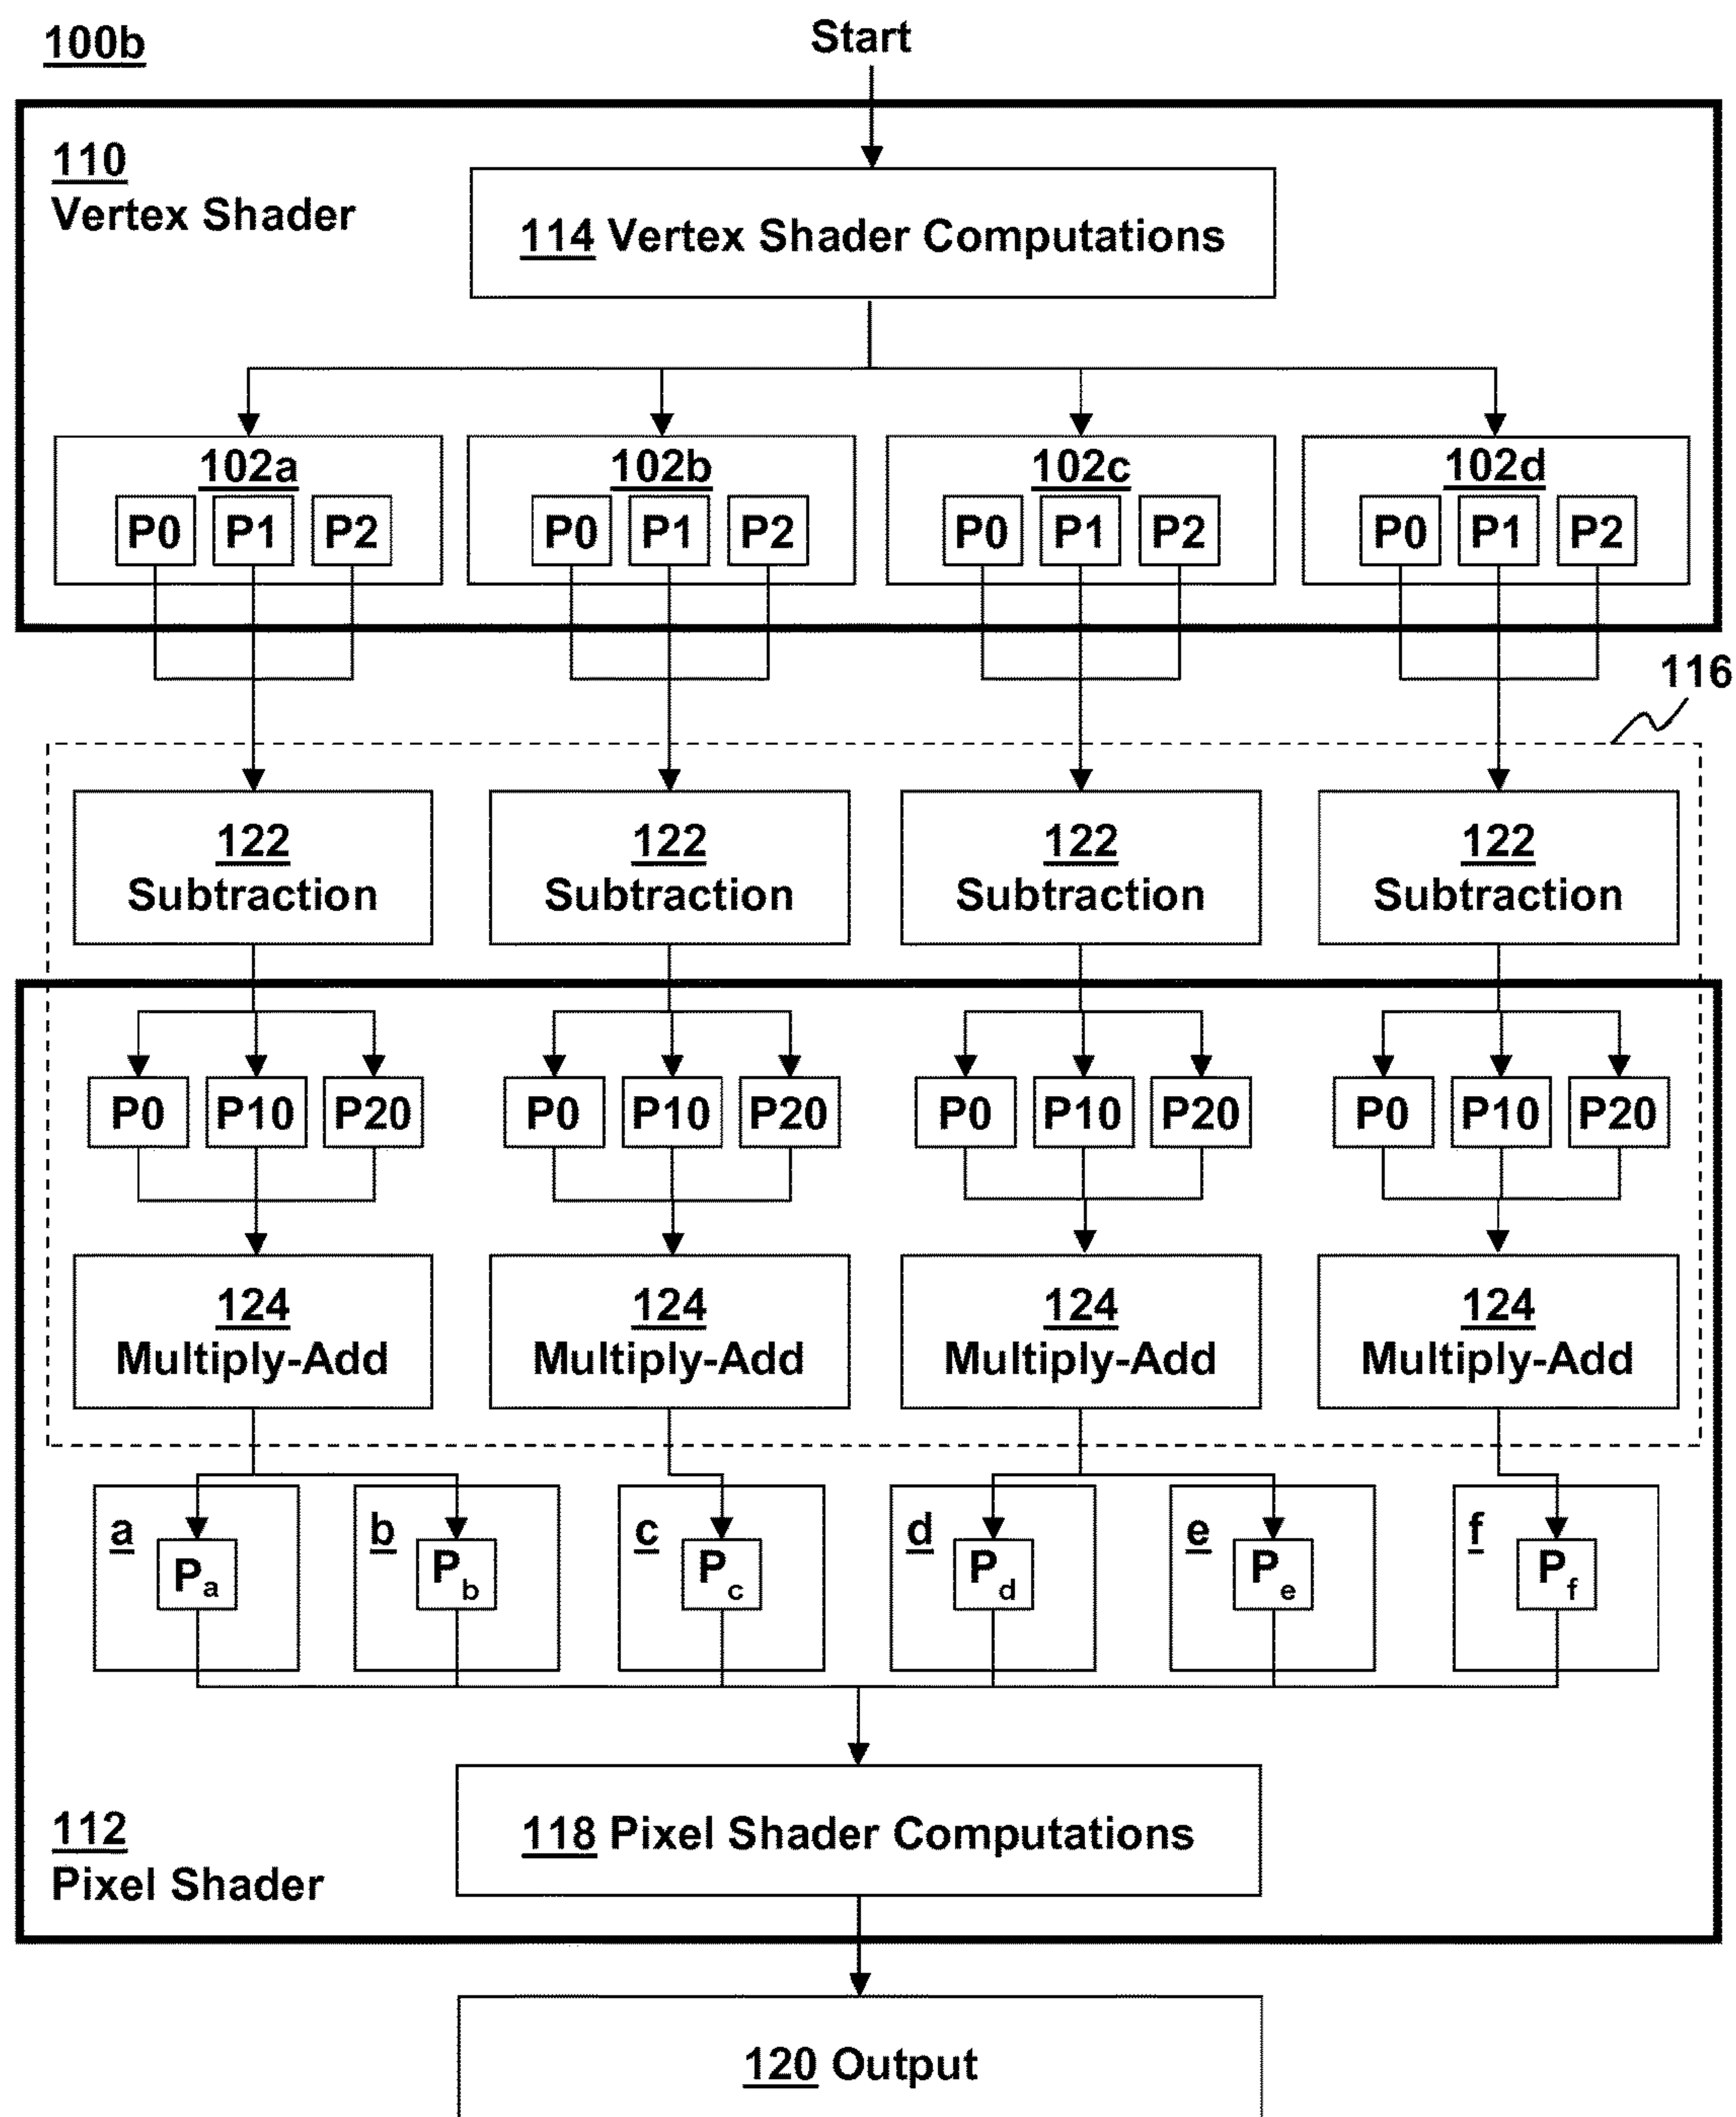 100b
Start
110
Vertex Shader
114 Vertex Shader Computations
102a
102b
102c
102d
P0 P1 P2
P0 P1 P2
P0 P1 P2
P0 P1 P2
116
122
Subtraction
122
Subtraction
122
Subtraction
122
Subtraction
P0 P10 P20
P0 P10 P20
P0 P10 P20
P0 P10 P20
124
Multiply-Add
124
Multiply-Add
124
Multiply-Add
124
Multiply-Add
a
Pa
b
Pb
c
Pc
d
Pd
e
Pe
f
Pf
118 Pixel Shader Computations
112
Pixel Shader
120 Output